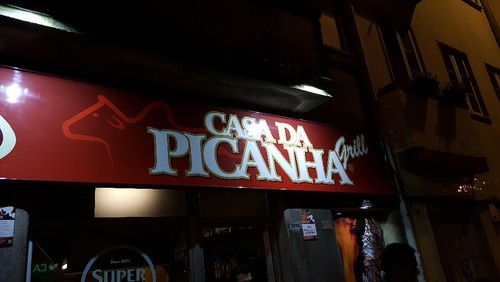 CASA DA
PICANHA
Grill
SUPER